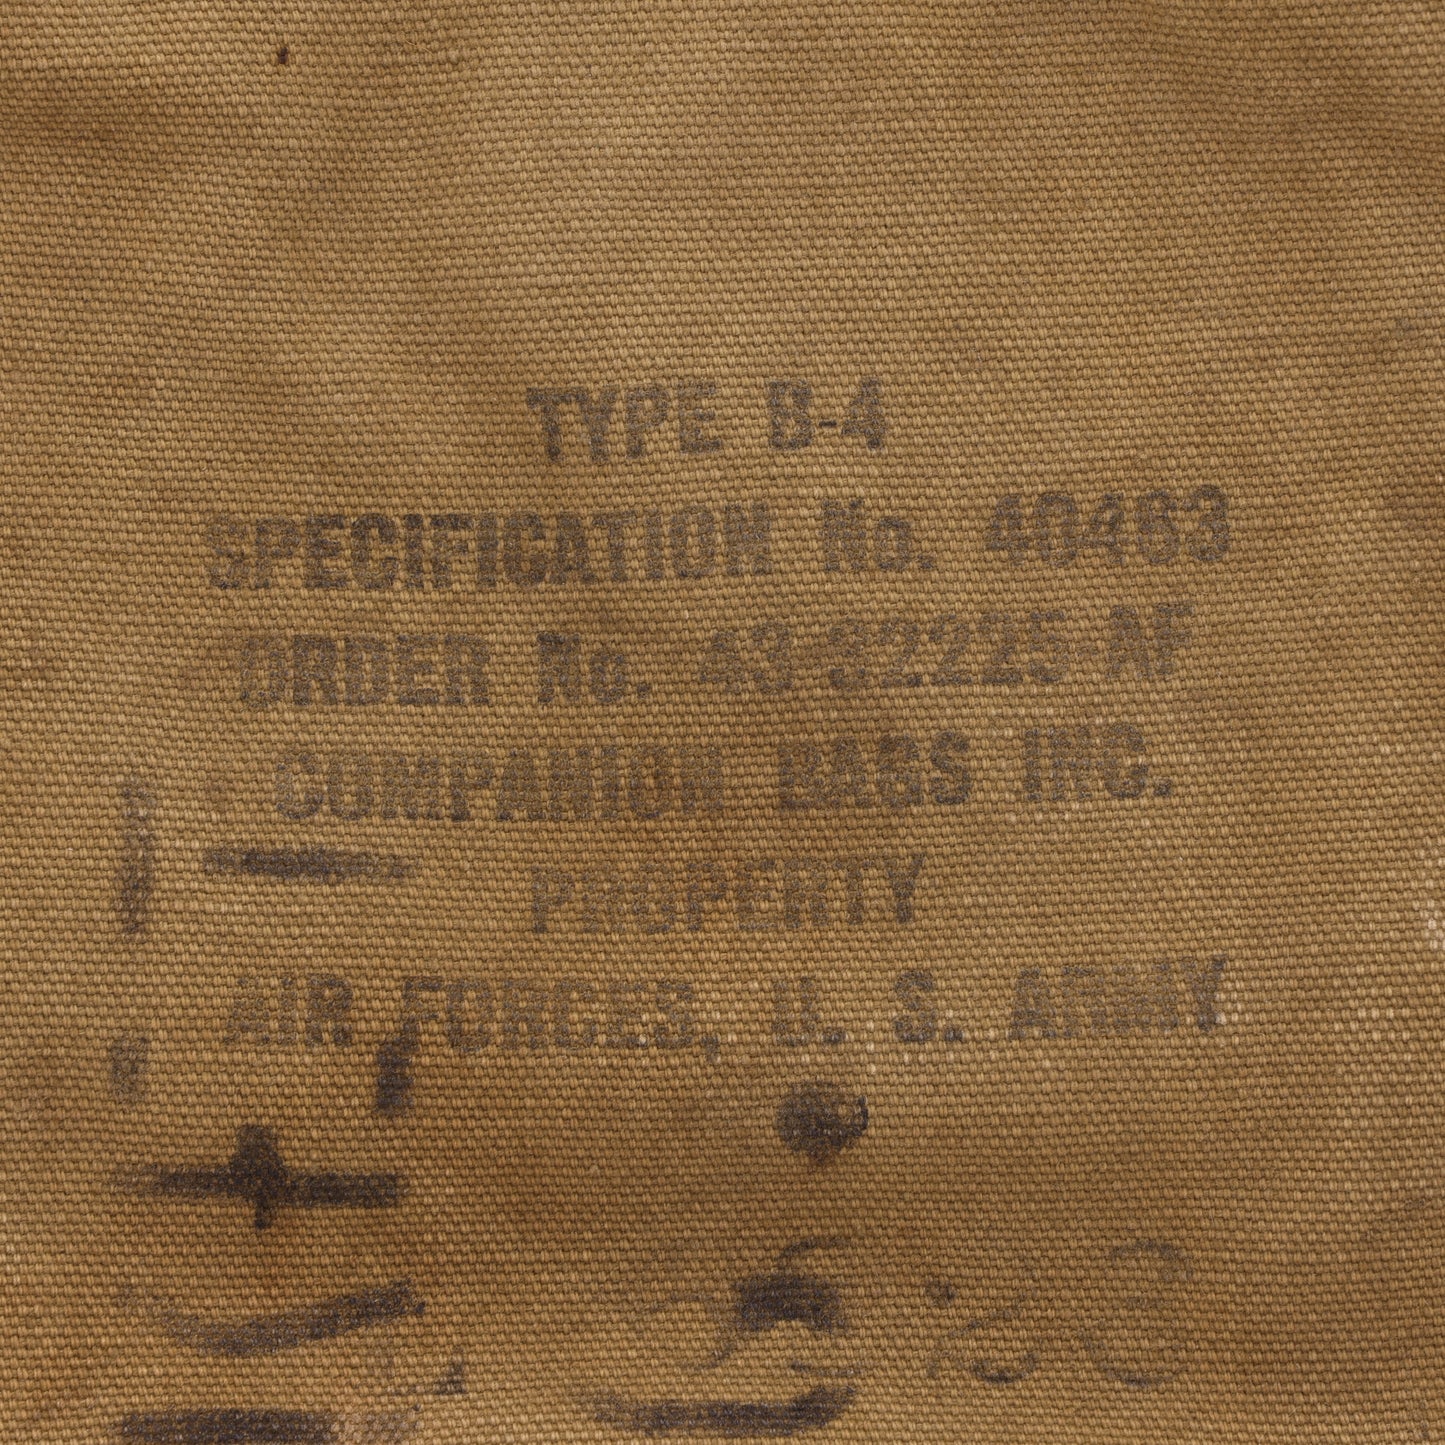 TYPE B-4
SPECIFICATION No. 40463
ORDER No. 43-32225-AF
COMPANION BAGS INC.
PROPERTY
AIR FORCES, U. S. ARMY